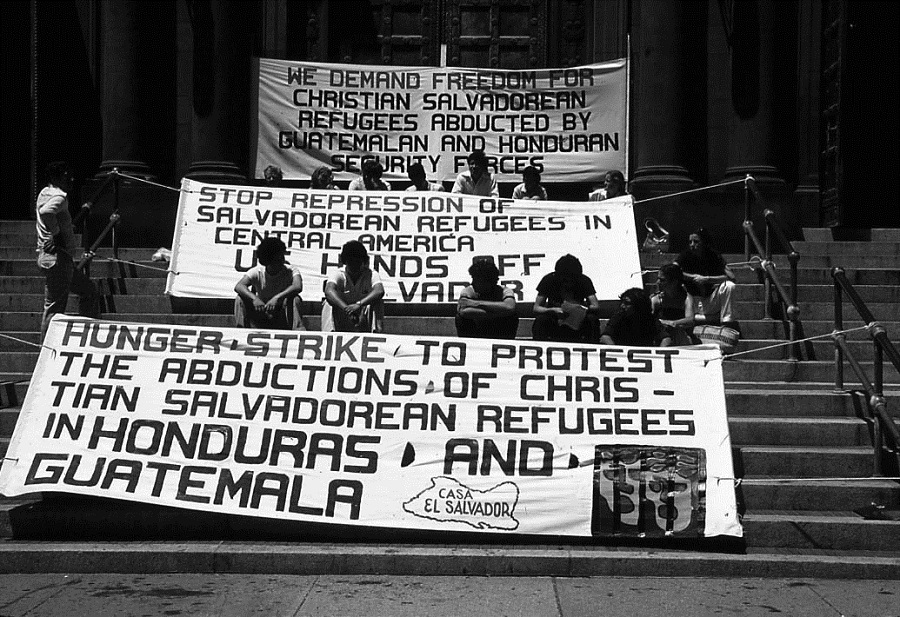 WE DEMAND FREEDOM FOR
CHRISTIAN SALVADOREAN
REFUGEES ABDUCTED BY
GUATEMALAN AND HONDURAN
SECURITY FORCES
STOP REPRESSION OF
SALVADOREAN REFUGEES IN
CENTRAL AMERICA
HANDS OFF
HUNGER STRIKE TO PROTEST
THE ABDUCTIONS OF CHRIS-
TIAN SALVADOREAN REFUGEES
IN HONDURAS AND
GUATEMALA
CASA
EL SALVADOR